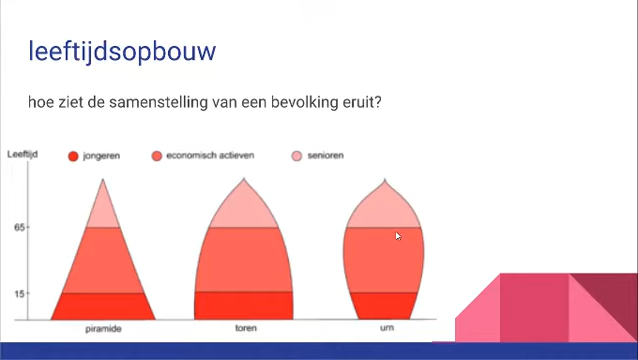 leeftijdsopbouw
hoe ziet de samenstelling van een bevolking eruit?
Leeftijd jongeren economisch actieven senioren
65
15
piramide toren urn